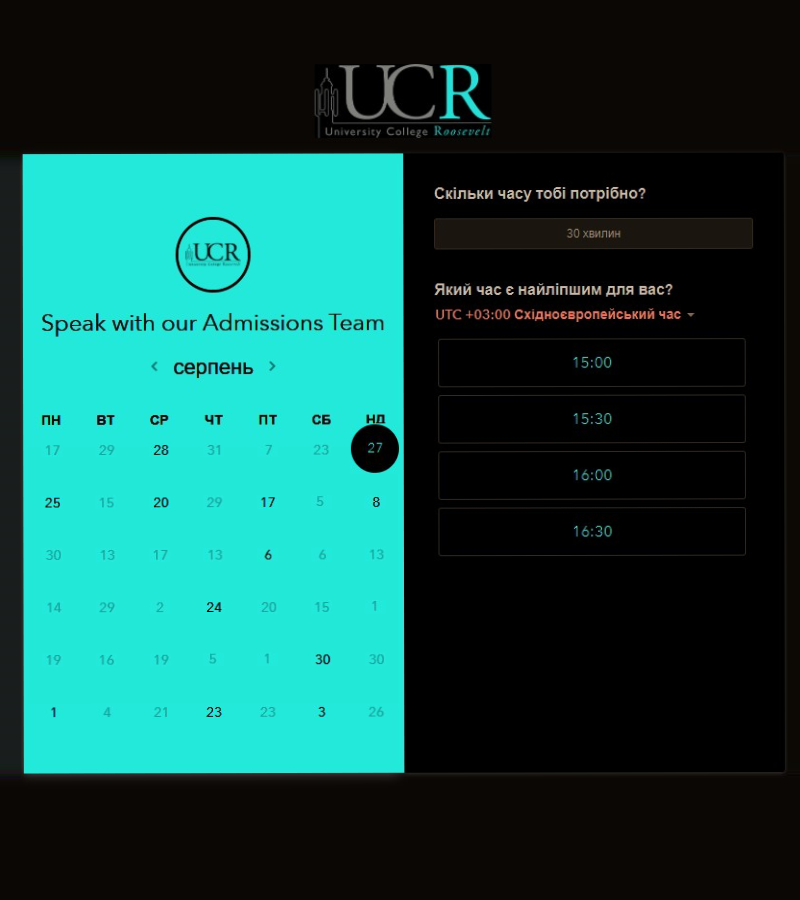 UCR
University College Roosevelt
UCR
Speak with our Admissions Team
серпень
ПН ВТ СР ЧТ ПТ СБ НД
17 29 28 31 7 23 27
25 15 20 29 17 5 8
30 13 17 13 6 6 13
14 29 2 24 20 15 1
19 16 19 5 1 30 30
1 4 21 23 23 3 26
Скільки часу тобі потрібно?
30 хвилин
Який час є найліпшим для вас?
UTC +03:00 Східноєвропейський час
15:00
15:30
16:00
16:30